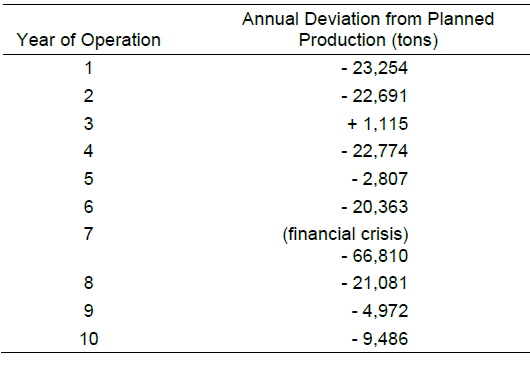 Annual Deviation from Planned
Year of Operation Production (tons)
1 - 23,254
2 - 22,691
3 + 1,115
4 - 22,774
5 - 2,807
6 - 20,363
7 (financial crisis)
- 66,810
8 - 21,081
9 - 4,972
10 - 9,486